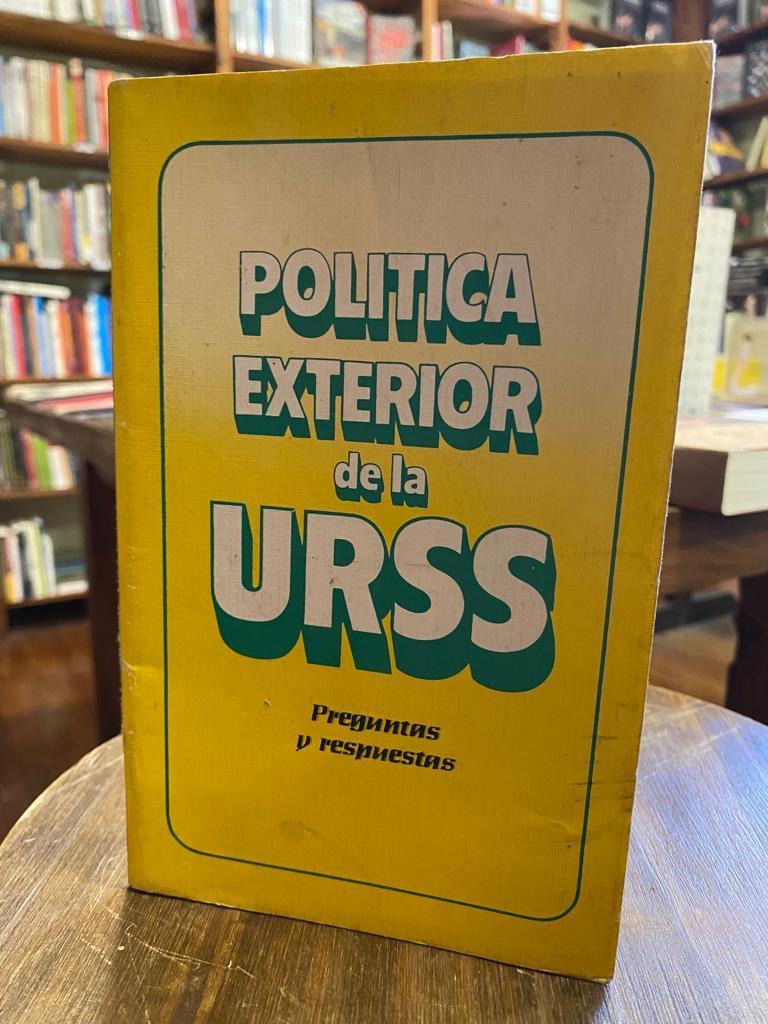 POLITICA
EXTERIOR
de la
URSS
Preguntas
y respuestas